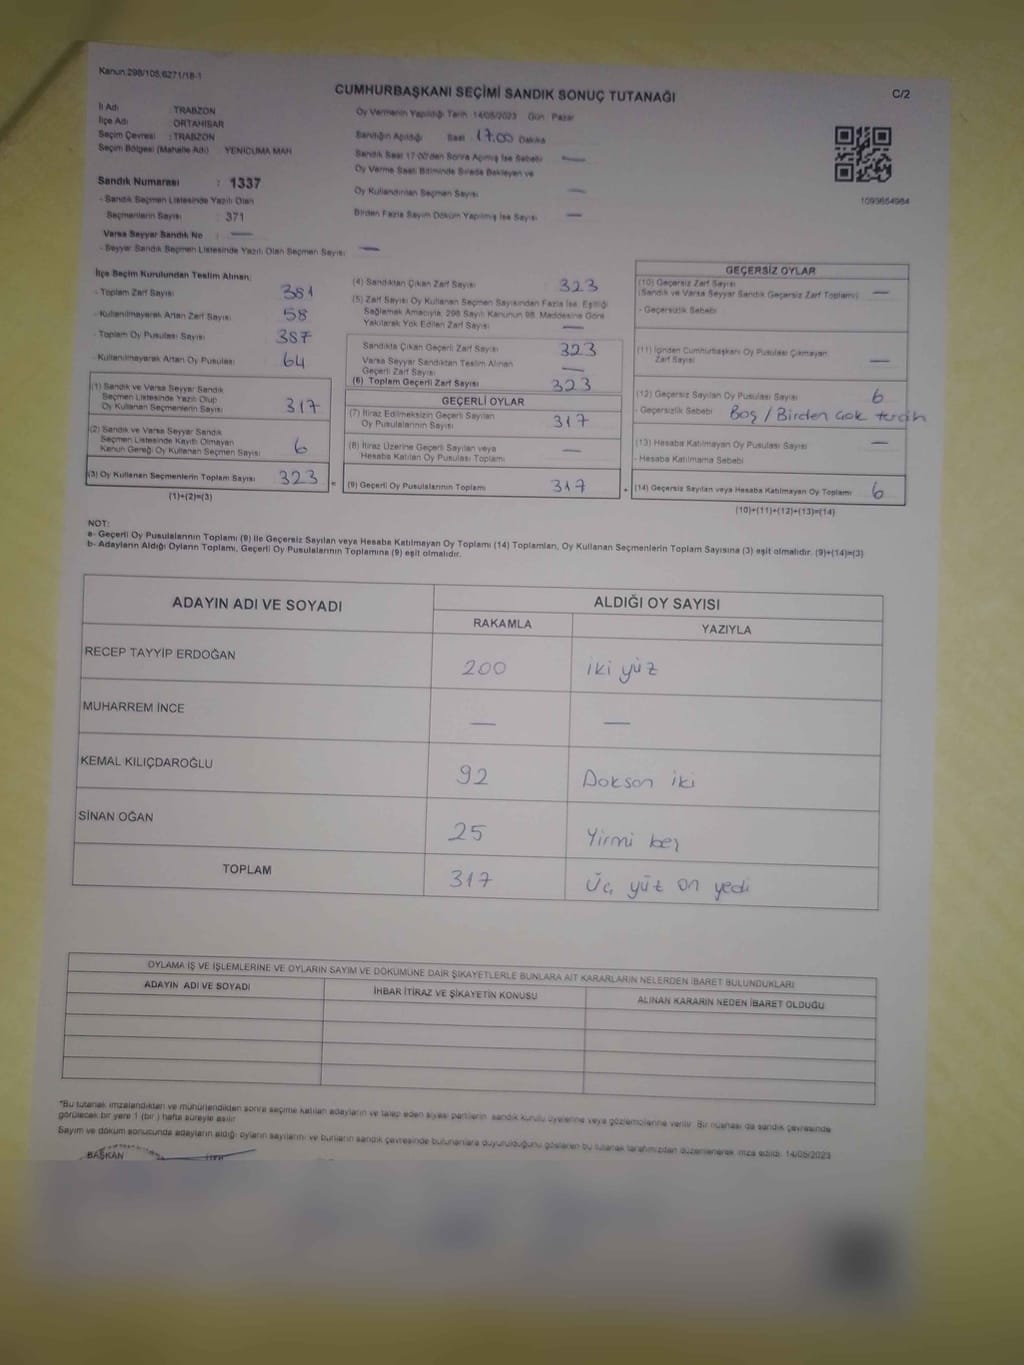 Kanun:298/105,6271/18-1
CUMHURBAŞKANI SEÇİMİ SANDIK SONUÇ TUTANAĞI
C/2
İl Adı : TRABZON
İlçe Adı : ORTAHİSAR
Seçim Çevresi : TRABZON
Seçim Bölgesi (Mahalle Adı) YENİCUMA MAH
Sandık Numarası : 1337
- Sandık Seçmen Listesinde Yazılı Olan
Seçmenlerin Sayısı : 371
Varsa Seyyar Sandık No : —
- Seyyar Sandık Seçmen Listesinde Yazılı Olan Seçmen Sayısı : —
Oy Vermenin Yapıldığı Tarih 14/05/2023 Gün : Pazar
Sandığın Açıldığı Saat 17:00 Dakika
Sandık Saat 17:00'den Sonra Açılmış İse Sebebi —
Oy Verme Saati Bitiminde Sırada Bekleyen ve
Oy Kullandırılan Seçmen Sayısı —
Birden Fazla Sayım Döküm Yapılmış İse Sayısı —
1093654984
İlçe Seçim Kurulundan Teslim Alınan;
- Toplam Zarf Sayısı 381
- Kullanılmayarak Artan Zarf Sayısı 58
- Toplam Oy Pusulası Sayısı 387
- Kullanılmayarak Artan Oy Pusulası 64
(1) Sandık ve Varsa Seyyar Sandık
Seçmen Listesinde Yazılı Olup
Oy Kullanan Seçmenlerin Sayısı 317
(2) Sandık ve Varsa Seyyar Sandık
Seçmen Listesinde Kayıtlı Olmayan
Kanun Gereği Oy Kullanan Seçmen Sayısı 6
(3) Oy Kullanan Seçmenlerin Toplam Sayısı 323
(1)+(2)=(3)
(4) Sandıktan Çıkan Zarf Sayısı 323
(5) Zarf Sayısı Oy Kullanan Seçmen Sayısından Fazla İse, Eşitliği
Sağlamak Amacıyla, 298 Sayılı Kanunun 98. Maddesine Göre
Yakılarak Yok Edilen Zarf Sayısı —
Sandıkta Çıkan Geçerli Zarf Sayısı 323
Varsa Seyyar Sandıktan Teslim Alınan
Geçerli Zarf Sayısı —
(6) Toplam Geçerli Zarf Sayısı 323
GEÇERLİ OYLAR
(7) İtiraz Edilmeksizin Geçerli Sayılan
Oy Pusulalarının Sayısı 317
(8) İtiraz Üzerine Geçerli Sayılan veya
Hesaba Katılan Oy Pusulası Toplamı —
= (9) Geçerli Oy Pusulalarının Toplamı 317
GEÇERSİZ OYLAR
(10) Geçersiz Zarf Sayısı
(Sandık ve Varsa Seyyar Sandık Geçersiz Zarf Toplamı) —
- Geçersizlik Sebebi
(11) İçinden Cumhurbaşkanı Oy Pusulası Çıkmayan
Zarf Sayısı —
(12) Geçersiz Sayılan Oy Pusulası Sayısı 6
- Geçersizlik Sebebi Boş / Birden Çok tercih
(13) Hesaba Katılmayan Oy Pusulası Sayısı —
- Hesaba Katılmama Sebebi
+ (14) Geçersiz Sayılan veya Hesaba Katılmayan Oy Toplamı 6
(10)+(11)+(12)+(13)=(14)
NOT:
a- Geçerli Oy Pusulalarının Toplamı (9) ile Geçersiz Sayılan veya Hesaba Katılmayan Oy Toplamı (14) Toplamları, Oy Kullanan Seçmenlerin Toplam Sayısına (3) eşit olmalıdır. (9)+(14)=(3)
b- Adayların Aldığı Oyların Toplamı, Geçerli Oy Pusulalarının Toplamına (9) eşit olmalıdır.
ADAYIN ADI VE SOYADI
ALDIĞI OY SAYISI
RAKAMLA YAZIYLA
RECEP TAYYİP ERDOĞAN 200 iki yüz
MUHARREM İNCE — —
KEMAL KILIÇDAROĞLU 92 Dokson iki
SİNAN OĞAN 25 Yirmi beş
TOPLAM 317 Üç yüz on yedi
OYLAMA İŞ VE İŞLEMLERİNE VE OYLARIN SAYIM VE DÖKÜMÜNE DAİR ŞİKAYETLERLE BUNLARA AİT KARARLARIN NELERDEN İBARET BULUNDUKLARI
ADAYIN ADI VE SOYADI İHBAR İTİRAZ VE ŞİKAYETİN KONUSU ALINAN KARARIN NEDEN İBARET OLDUĞU
*Bu tutanak imzalandıktan ve mühürlendikten sonra seçime katılan adayların ve talep eden siyasi partilerin sandık kurulu üyelerine veya gözlemcilerine verilir. Bir nüshası da sandık çevresinde
görülecek bir yere 1 (bir ) hafta süreyle asılır
Sayım ve döküm sonucunda adayların aldığı oyların sayılarını ve bunların sandık çevresinde bulunanlara duyurulduğunu gösteren bu tutanak tarafımızdan düzenlenerek imza edildi. 14/05/2023
BAŞKAN